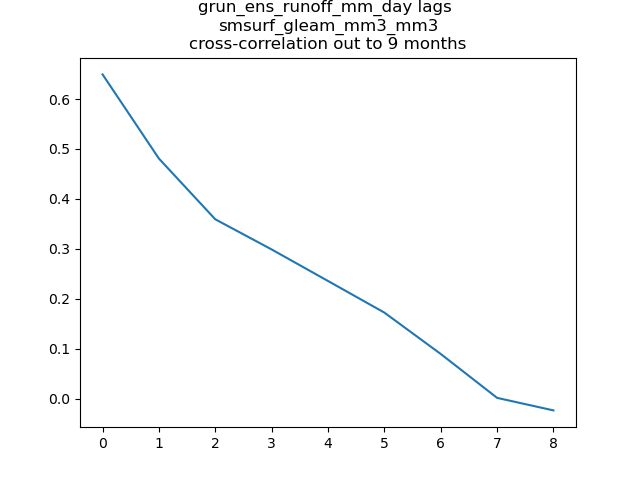 grun_ens_runoff_mm_day lags
smsurf_gleam_mm3_mm3
cross-correlation out to 9 months
0.6
0.5
0.4
0.3
0.2
0.1
0.0
0 1 2 3 4 5 6 7 8